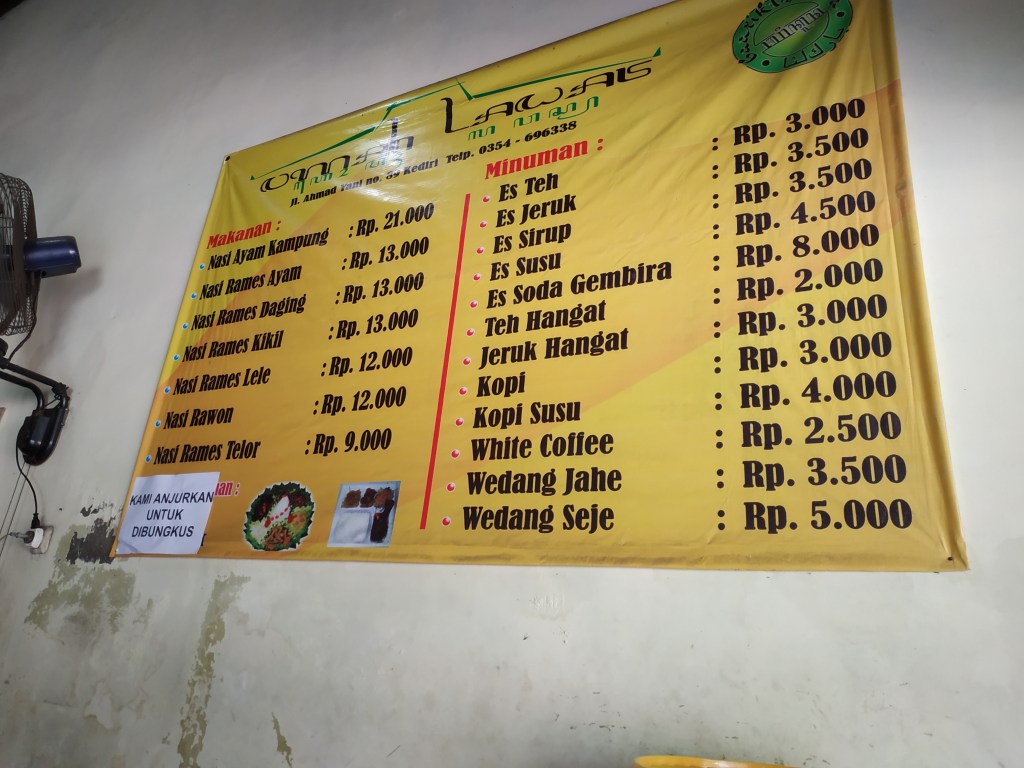 omah Lawas
Jl. Ahmad Yani no. 59 Kediri Telp. 0354 - 696338
Makanan :
Nasi Ayam Kampung : Rp. 21.000
Nasi Rames Ayam : Rp. 13.000
Nasi Rames Daging : Rp. 13.000
Nasi Rames Kikil : Rp. 13.000
Nasi Rames Lele : Rp. 12.000
Nasi Rawon : Rp. 12.000
Nasi Rames Telor : Rp. 9.000
KAMI ANJURKAN
UNTUK
DIBUNGKUS
Minuman :
Es Teh : Rp. 3.000
Es Jeruk : Rp. 3.500
Es Sirup : Rp. 3.500
Es Susu : Rp. 4.500
Es Soda Gembira : Rp. 8.000
Teh Hangat : Rp. 2.000
Jeruk Hangat : Rp. 3.000
Kopi : Rp. 3.000
Kopi Susu : Rp. 4.000
White Coffee : Rp. 2.500
Wedang Jahe : Rp. 3.500
Wedang Seje : Rp. 5.000